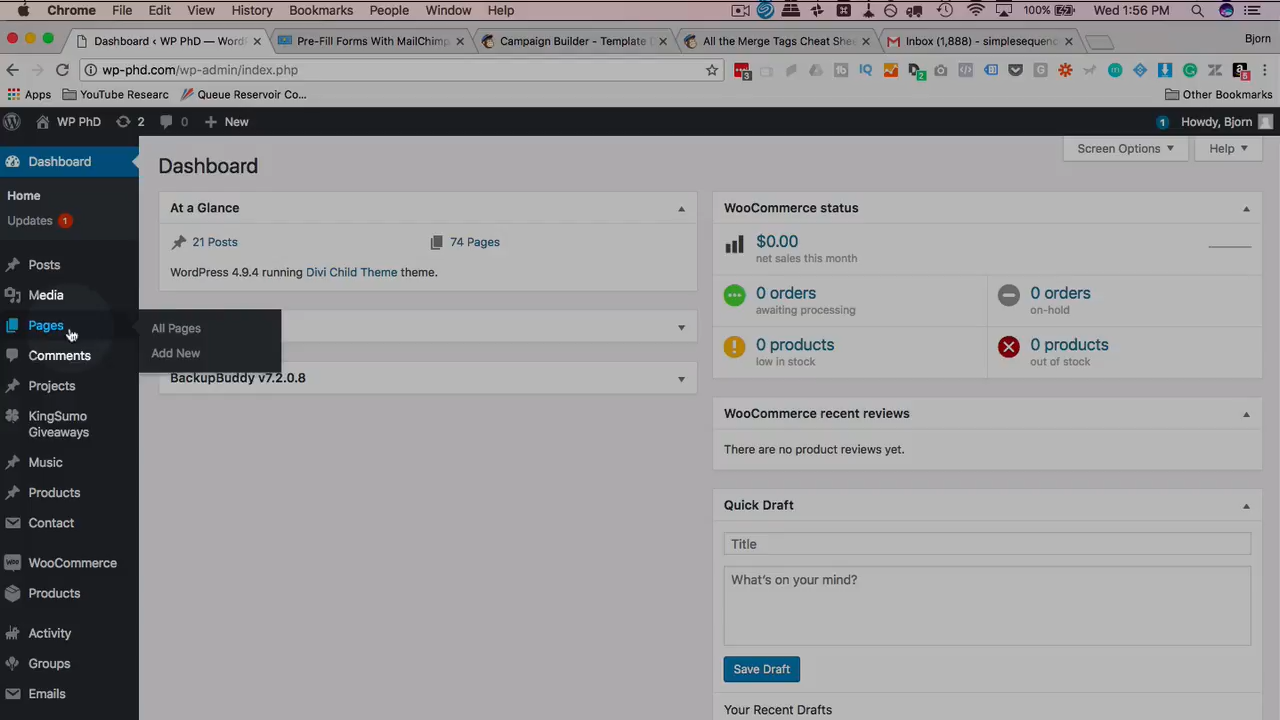 Chrome File Edit View History Bookmarks People Window Help 100% Wed 1:56 PM
Dashboard ‹ WP PhD — Word Pre-Fill Forms With MailChimp Campaign Builder - Template All the Merge Tags Cheat Shee Inbox (1,888) - simplesequenc Bjorn
wp-phd.com/wp-admin/index.php
Apps YouTube Researc Queue Reservoir Co... Other Bookmarks
WP PhD 2 0 New 1 Howdy, Bjorn
Dashboard
Home
Updates 1
Posts
Media
Pages
Comments
Projects
KingSumo
Giveaways
Music
Products
Contact
WooCommerce
Products
Activity
Groups
Emails
All Pages
Add New
Dashboard
Screen Options Help
At a Glance
21 Posts 74 Pages
WordPress 4.9.4 running Divi Child Theme theme.
BackupBuddy v7.2.0.8
WooCommerce status
$0.00
net sales this month
0 orders
awaiting processing
0 orders
on-hold
0 products
low in stock
0 products
out of stock
WooCommerce recent reviews
There are no product reviews yet.
Quick Draft
Title
What's on your mind?
Save Draft
Your Recent Drafts